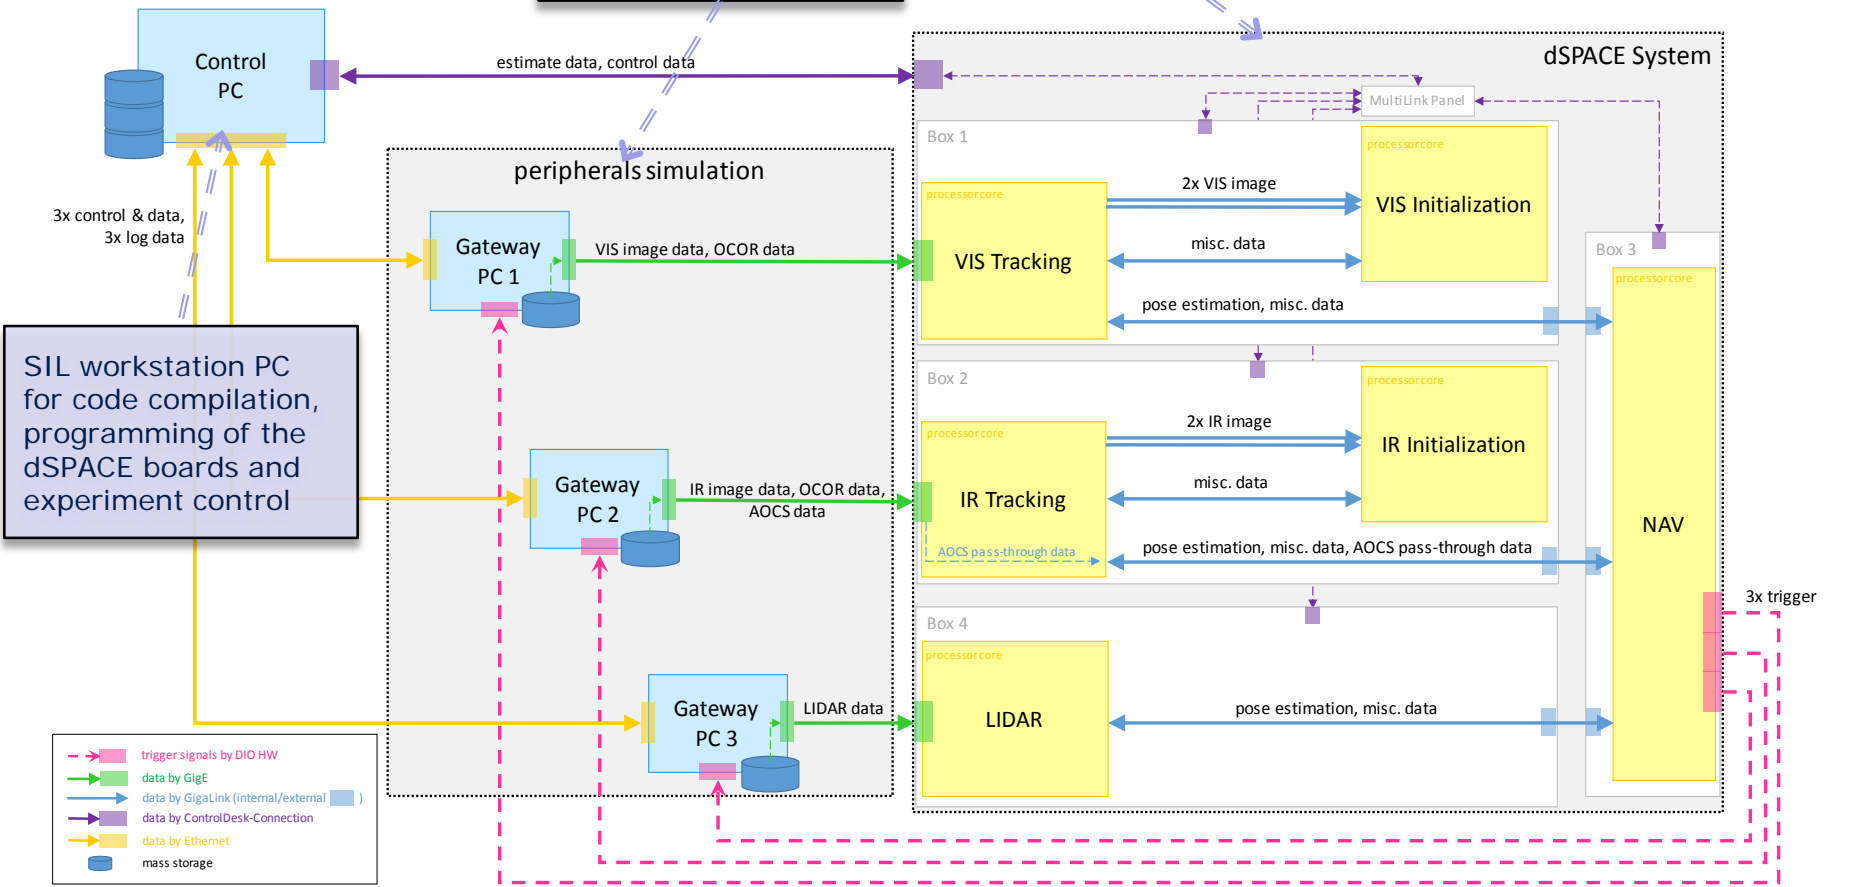 Control
PC
estimate data, control data
dSPACE System
MultiLink Panel
3x control & data,
3x log data
peripherals simulation
Gateway
PC 1
VIS image data, OCOR data
Box 1
processorcore
VIS Tracking
2x VIS image
misc. data
pose estimation, misc. data
processorcore
VIS Initialization
Box 3
processorcore
NAV
SIL workstation PC
for code compilation,
programming of the
dSPACE boards and
experiment control
Gateway
PC 2
IR image data, OCOR data,
AOCS data
Box 2
processorcore
IR Tracking
AOCS pass-through data
2x IR image
misc. data
pose estimation, misc. data, AOCS pass-through data
processorcore
IR Initialization
3x trigger
Gateway
PC 3
LIDAR data
Box 4
processorcore
LIDAR
pose estimation, misc. data
trigger signals by DIO HW
data by GigE
data by GigaLink (internal/external )
data by ControlDesk-Connection
data by Ethernet
mass storage